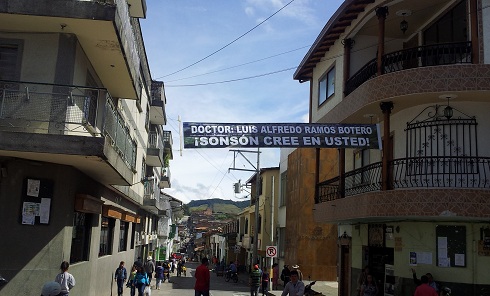 DOCTOR: LUIS ALFREDO RAMOS BOTERO
¡SONSÓN CREE EN USTED!